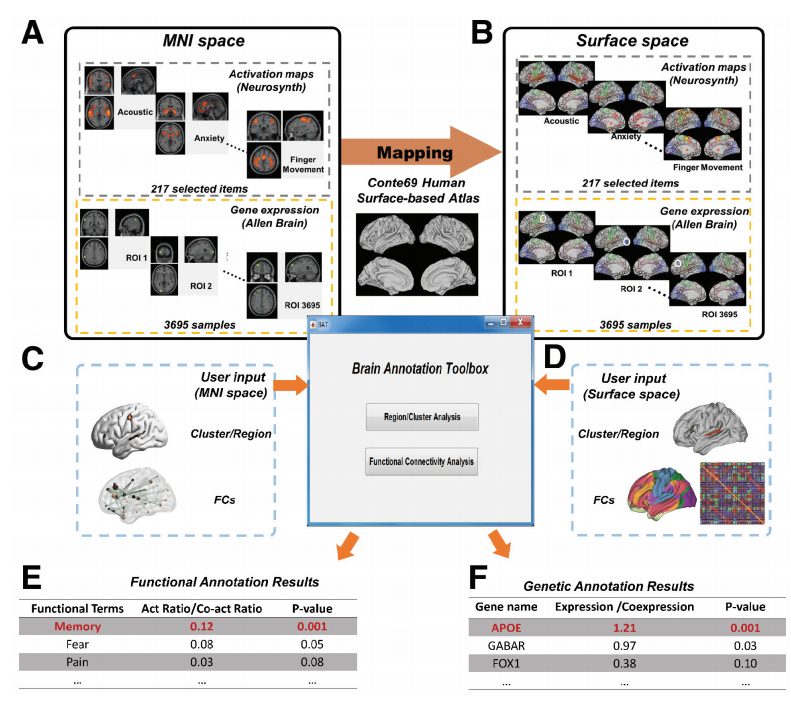 A
MNI space
Activation maps
(Neurosynth)
Acoustic
Anxiety
Finger
Movement
217 selected items
Gene expression
(Allen Brain)
ROI 1
ROI 2
ROI 3695
3695 samples
Mapping
Conte69 Human
Surface-based Atlas
B
Surface space
Activation maps
(Neurosynth)
Acoustic
Anxiety
Finger Movement
217 selected items
Gene expression
(Allen Brain)
ROI 1
ROI 2
ROI 3695
3695 samples
C
User input
(MNI space)
Cluster/Region
FCs
BAT
Brain Annotation Toolbox
Region/Cluster Analysis
Functional Connectivity Analysis
D
User input
(Surface space)
Cluster/Region
FCs
E
Functional Annotation Results
Functional Terms Act Ratio/Co-act Ratio P-value
Memory 0.12 0.001
Fear 0.08 0.05
Pain 0.03 0.08
... ... ...
F
Genetic Annotation Results
Gene name Expression /Coexpression P-value
APOE 1.21 0.001
GABAR 0.97 0.03
FOX1 0.38 0.10
... ... ...